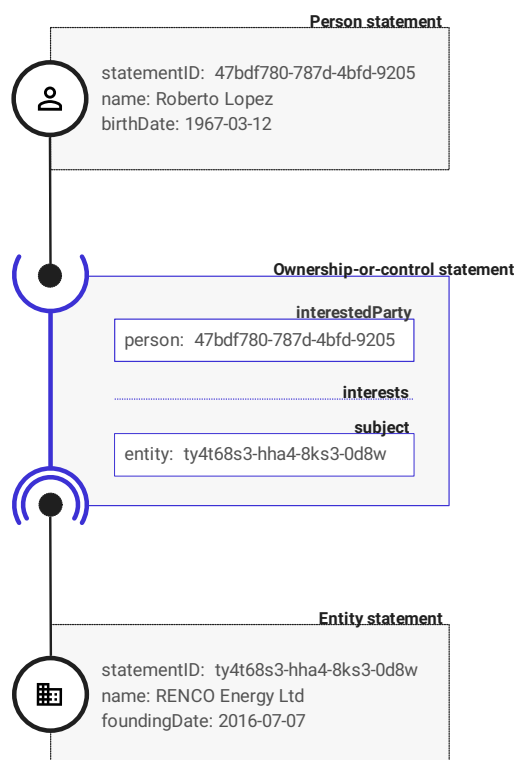 Person statement
statementID: 47bdf780-787d-4bfd-9205
name: Roberto Lopez
birthDate: 1967-03-12
Ownership-or-control statement
interestedParty
person: 47bdf780-787d-4bfd-9205
interests
subject
entity: ty4t68s3-hha4-8ks3-0d8w
Entity statement
statementID: ty4t68s3-hha4-8ks3-0d8w
name: RENCO Energy Ltd
foundingDate: 2016-07-07